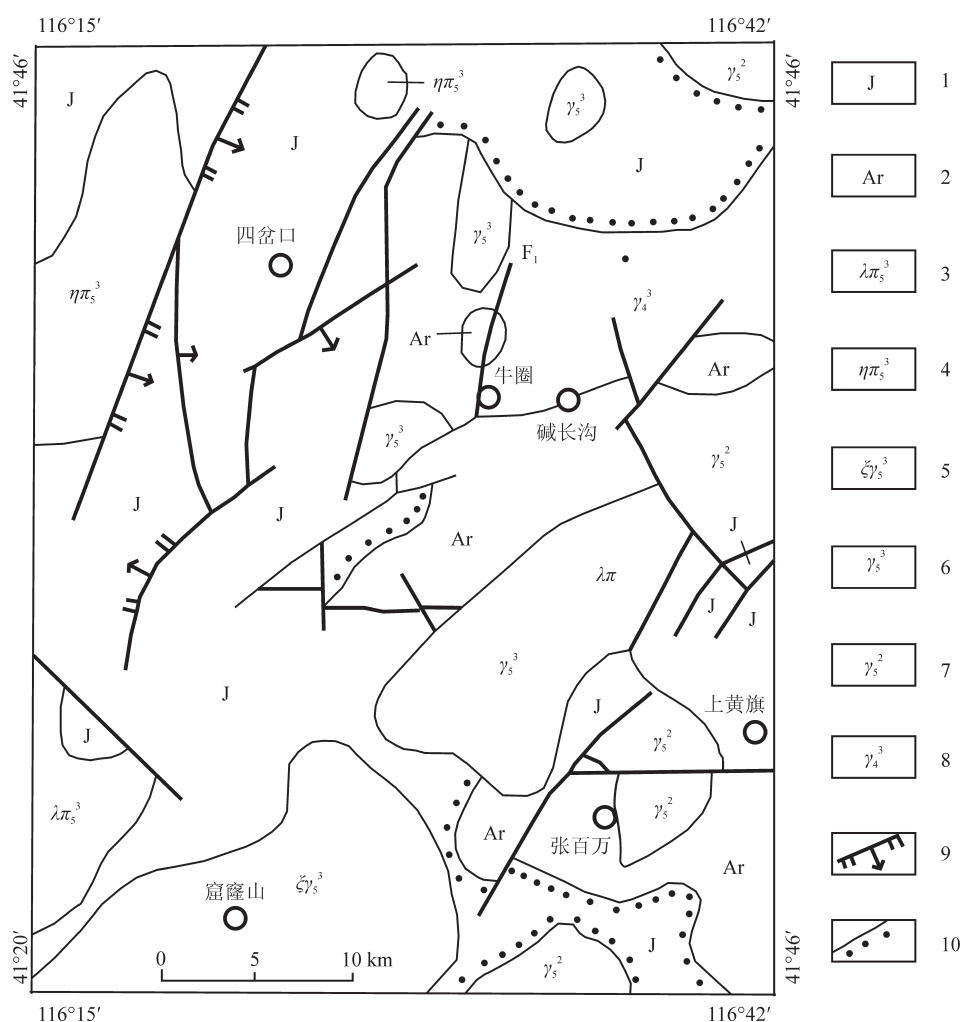 116°15′ 116°42′
41°46′ 41°46′
J ηπ₅³ γ₅³ γ₅²
J 1
J J
Ar 2
四岔口 γ₅³ F₁
ηπ₅³ γ₄³ λπ₅³ 3
Ar Ar ηπ₅³ 4
牛圈
碱长沟
γ₅³ γ₅² ξγ₅³ 5
J J Ar J
λπ γ₅³ 6
J J
γ₅³ γ₅² 7
J J 上黄旗
J γ₅² γ₄³ 8
λπ₅³ Ar γ₅²
张百万 Ar 9
ξγ₅³
窟窿山
J 10
γ₅²
0 5 10 km
41°20′ 41°46′
116°15′ 116°42′